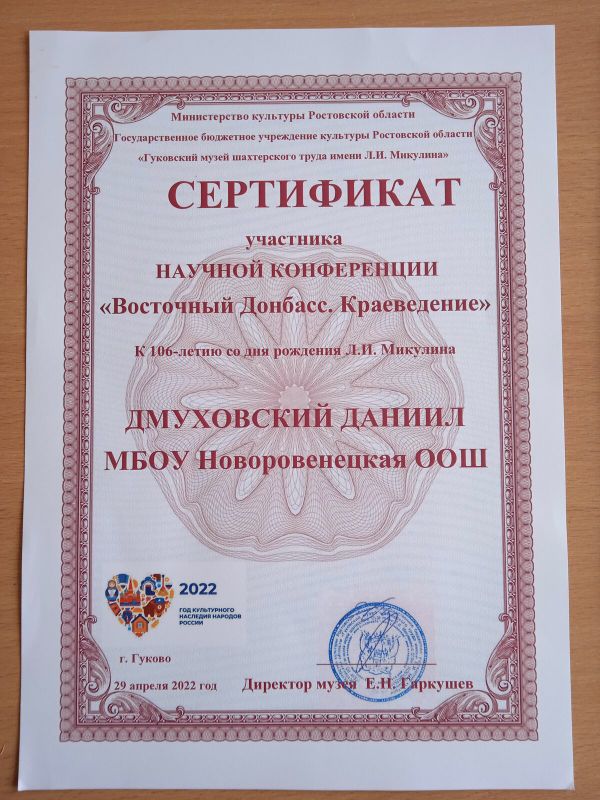 Министерство культуры Ростовской области
Государственное бюджетное учреждение культуры Ростовской области
«Гуковский музей шахтерского труда имени Л.И. Микулина»
СЕРТИФИКАТ
участника
НАУЧНОЙ КОНФЕРЕНЦИИ
«Восточный Донбасс. Краеведение»
К 106-летию со дня рождения Л.И. Микулина
ДМУХОВСКИЙ ДАНИИЛ
МБОУ Новоровенецкая ООШ
2022
ГОД КУЛЬТУРНОГО
НАСЛЕДИЯ НАРОДОВ
РОССИИ
г. Гуково
29 апреля 2022 год
Директор музея Е.Н. Гаркушев